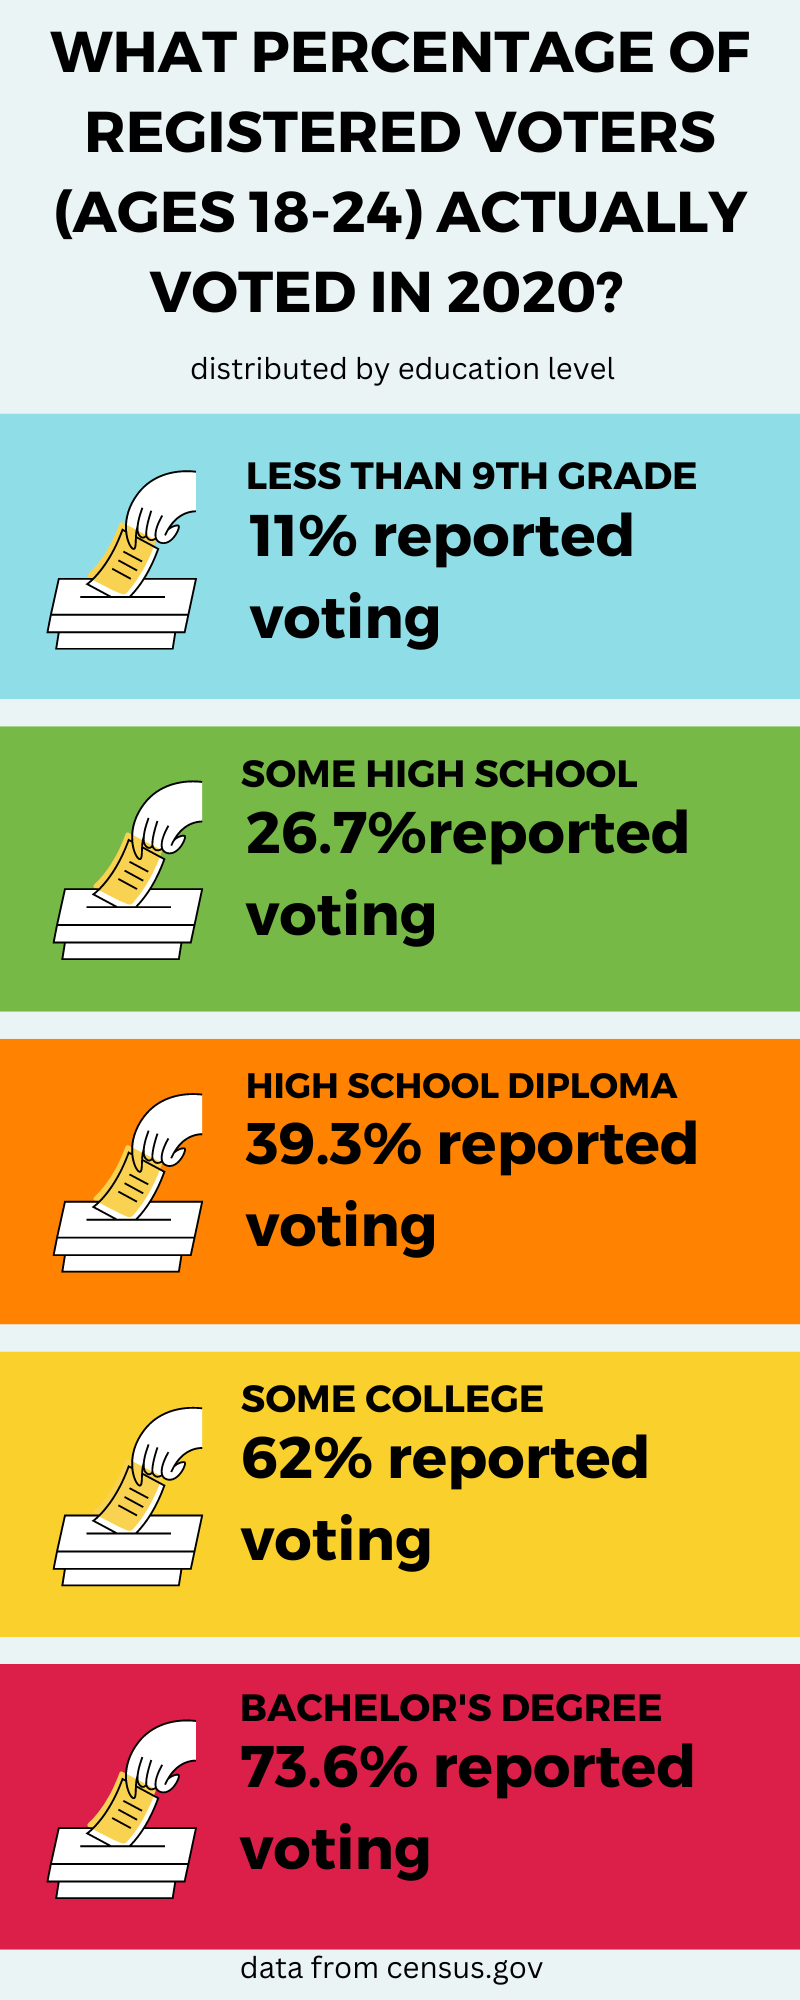 WHAT PERCENTAGE OF
REGISTERED VOTERS
(AGES 18-24) ACTUALLY
VOTED IN 2020?
distributed by education level
LESS THAN 9TH GRADE
11% reported
voting
SOME HIGH SCHOOL
26.7%reported
voting
HIGH SCHOOL DIPLOMA
39.3% reported
voting
SOME COLLEGE
62% reported
voting
BACHELOR'S DEGREE
73.6% reported
voting
data from census.gov